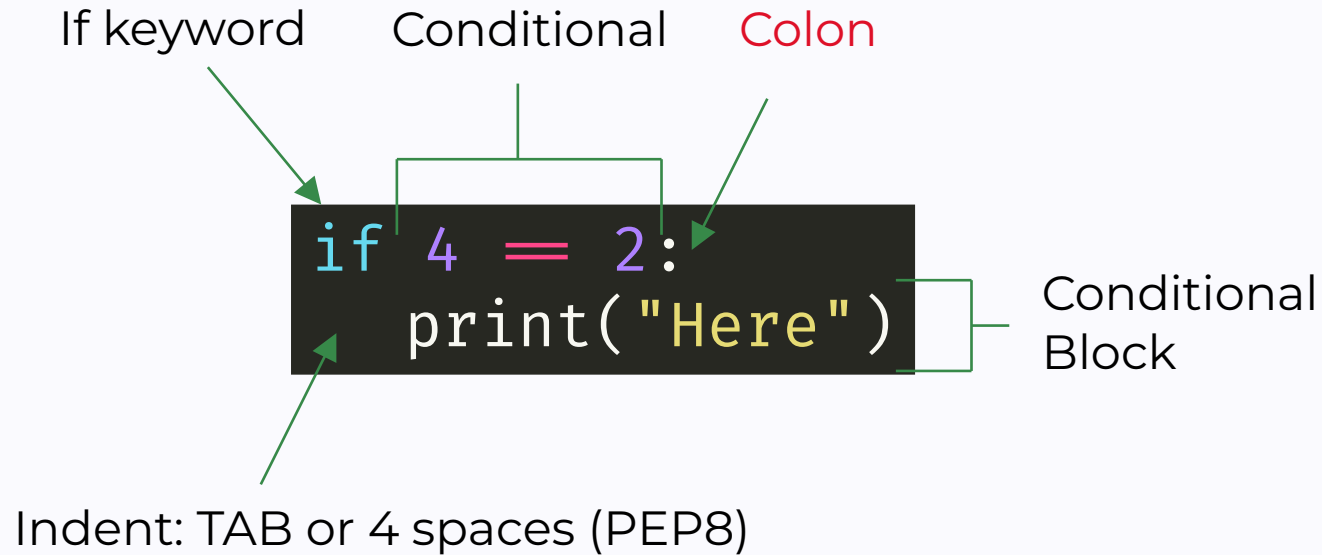 If keyword
Conditional
Colon
if 4 == 2:
print("Here")
Conditional
Block
Indent: TAB or 4 spaces (PEP8)